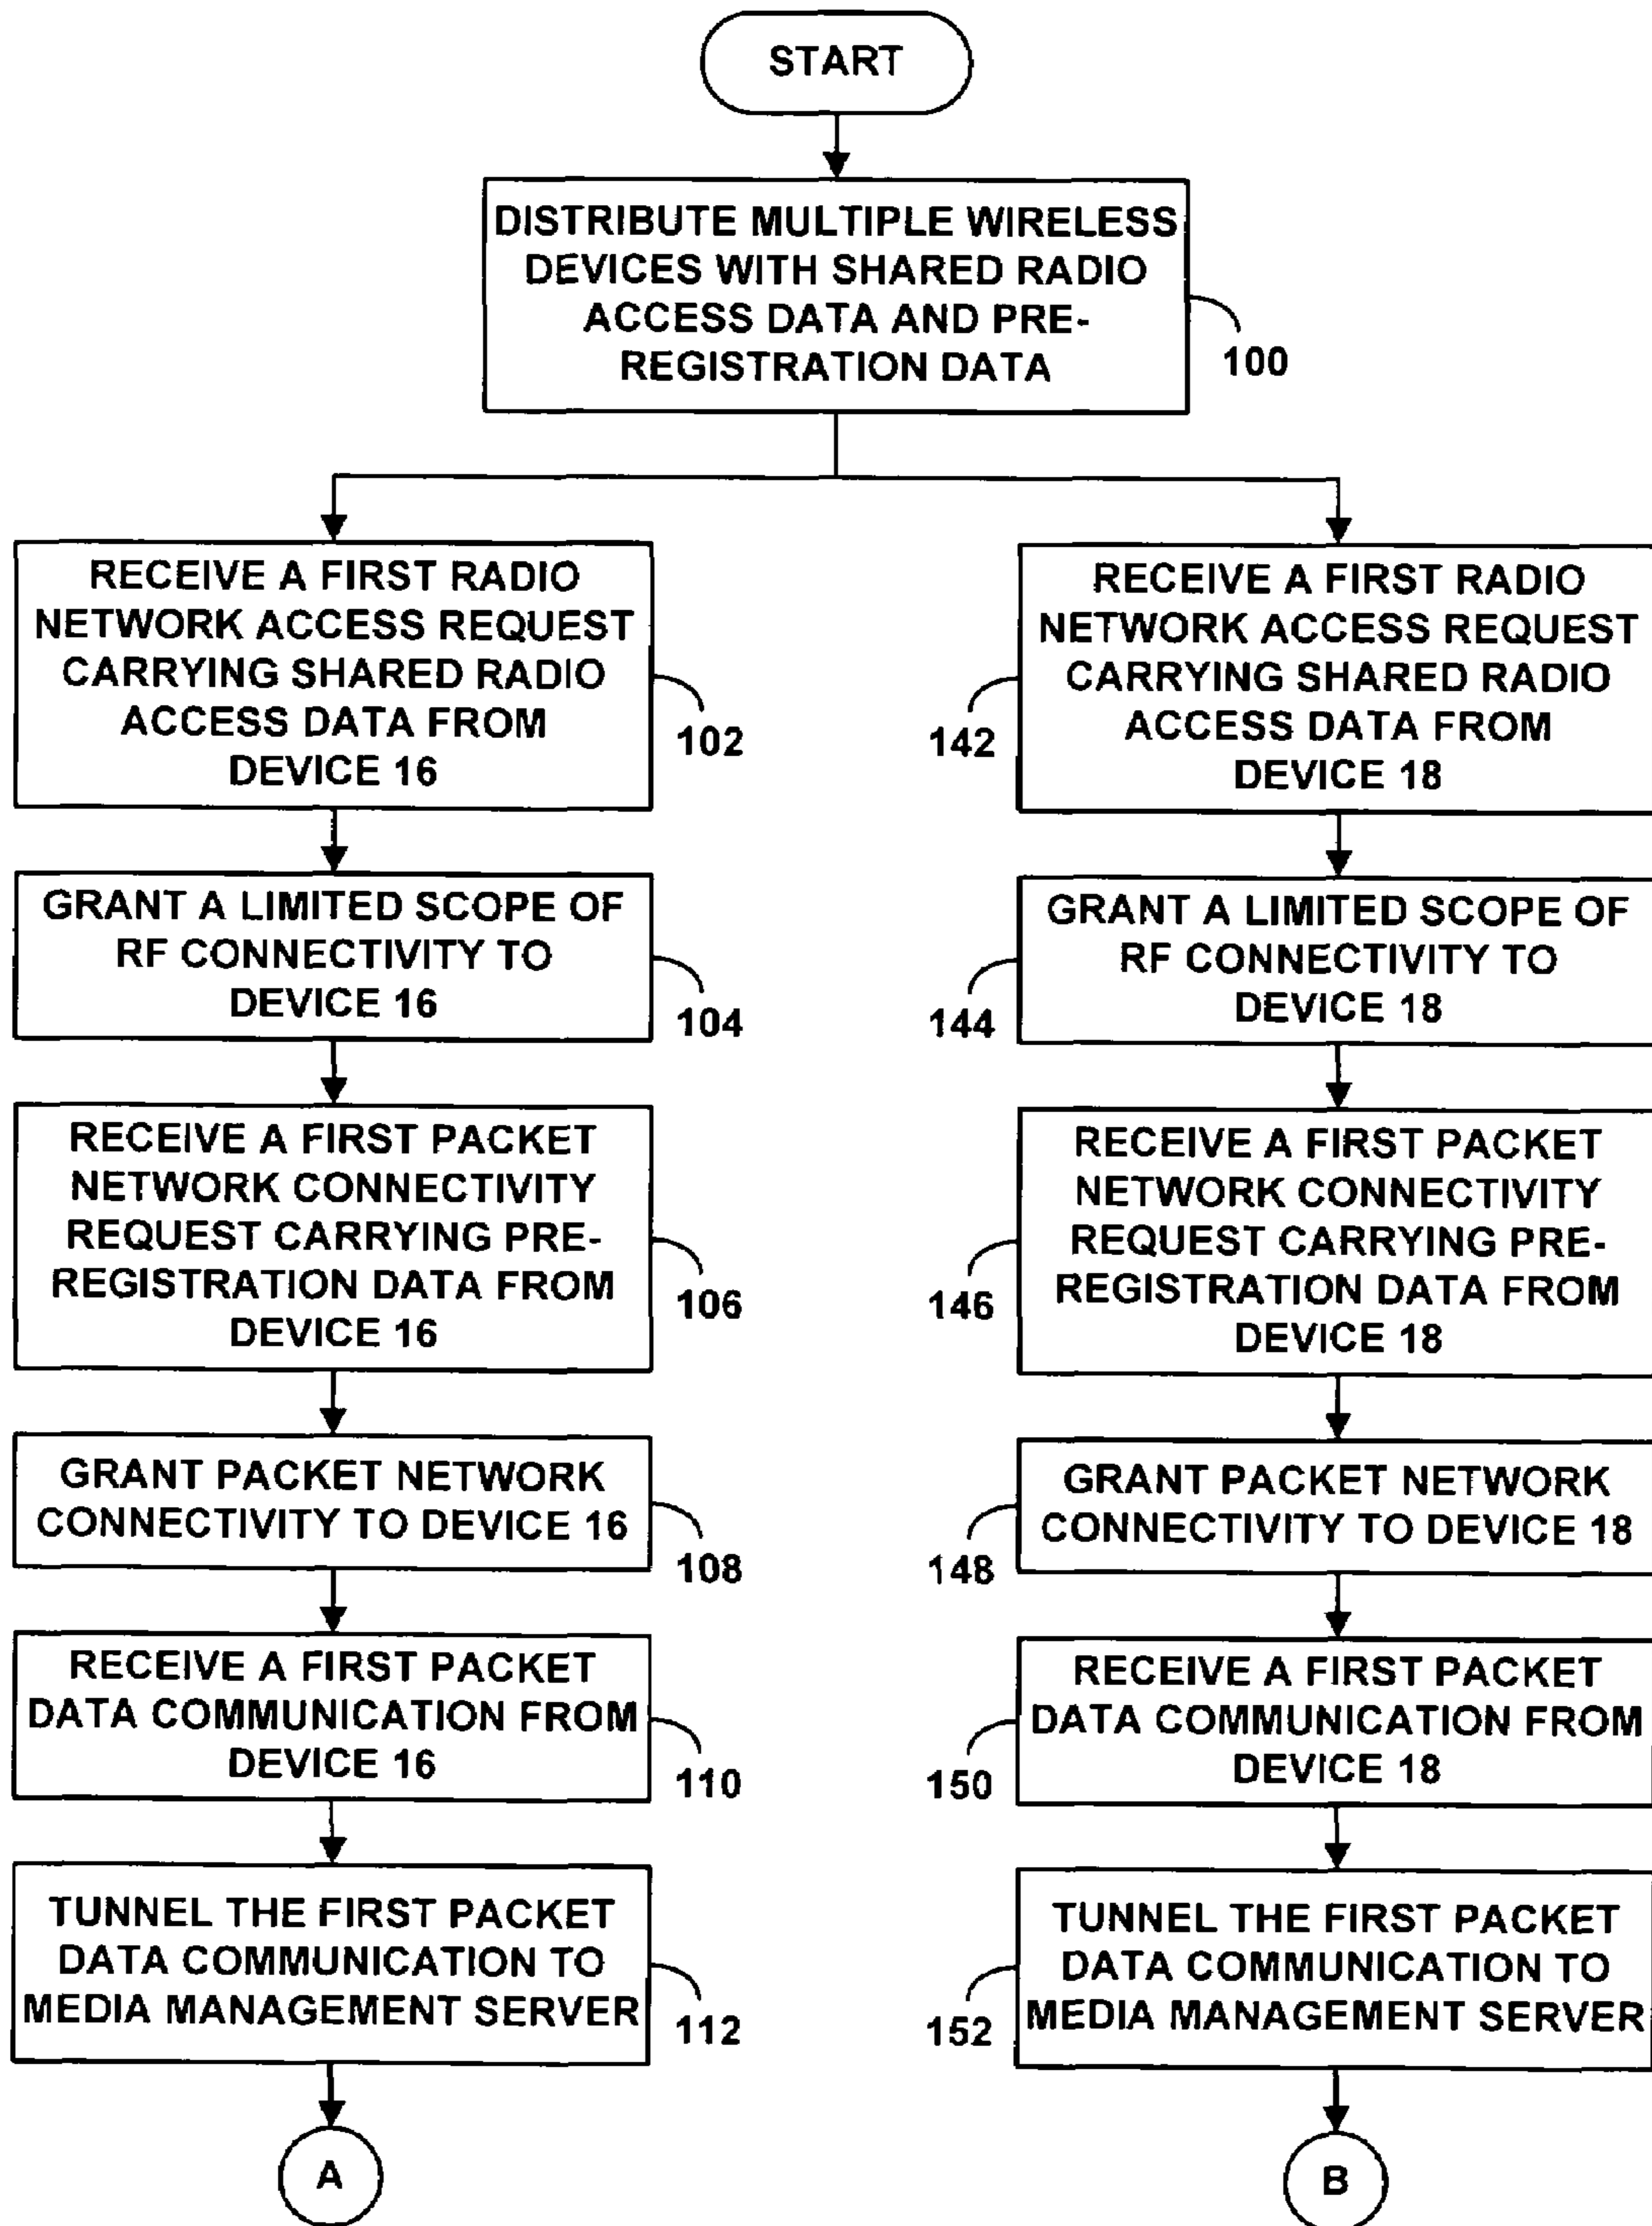 START
DISTRIBUTE MULTIPLE WIRELESS
DEVICES WITH SHARED RADIO
ACCESS DATA AND PRE-
REGISTRATION DATA
100
RECEIVE A FIRST RADIO
NETWORK ACCESS REQUEST
CARRYING SHARED RADIO
ACCESS DATA FROM
DEVICE 16
102
GRANT A LIMITED SCOPE OF
RF CONNECTIVITY TO
DEVICE 16
104
RECEIVE A FIRST PACKET
NETWORK CONNECTIVITY
REQUEST CARRYING PRE-
REGISTRATION DATA FROM
DEVICE 16
106
GRANT PACKET NETWORK
CONNECTIVITY TO DEVICE 16
108
RECEIVE A FIRST PACKET
DATA COMMUNICATION FROM
DEVICE 16
110
TUNNEL THE FIRST PACKET
DATA COMMUNICATION TO
MEDIA MANAGEMENT SERVER
112
A
RECEIVE A FIRST RADIO
NETWORK ACCESS REQUEST
CARRYING SHARED RADIO
ACCESS DATA FROM
DEVICE 18
142
GRANT A LIMITED SCOPE OF
RF CONNECTIVITY TO
DEVICE 18
144
RECEIVE A FIRST PACKET
NETWORK CONNECTIVITY
REQUEST CARRYING PRE-
REGISTRATION DATA FROM
DEVICE 18
146
GRANT PACKET NETWORK
CONNECTIVITY TO DEVICE 18
148
RECEIVE A FIRST PACKET
DATA COMMUNICATION FROM
DEVICE 18
150
TUNNEL THE FIRST PACKET
DATA COMMUNICATION TO
MEDIA MANAGEMENT SERVER
152
B